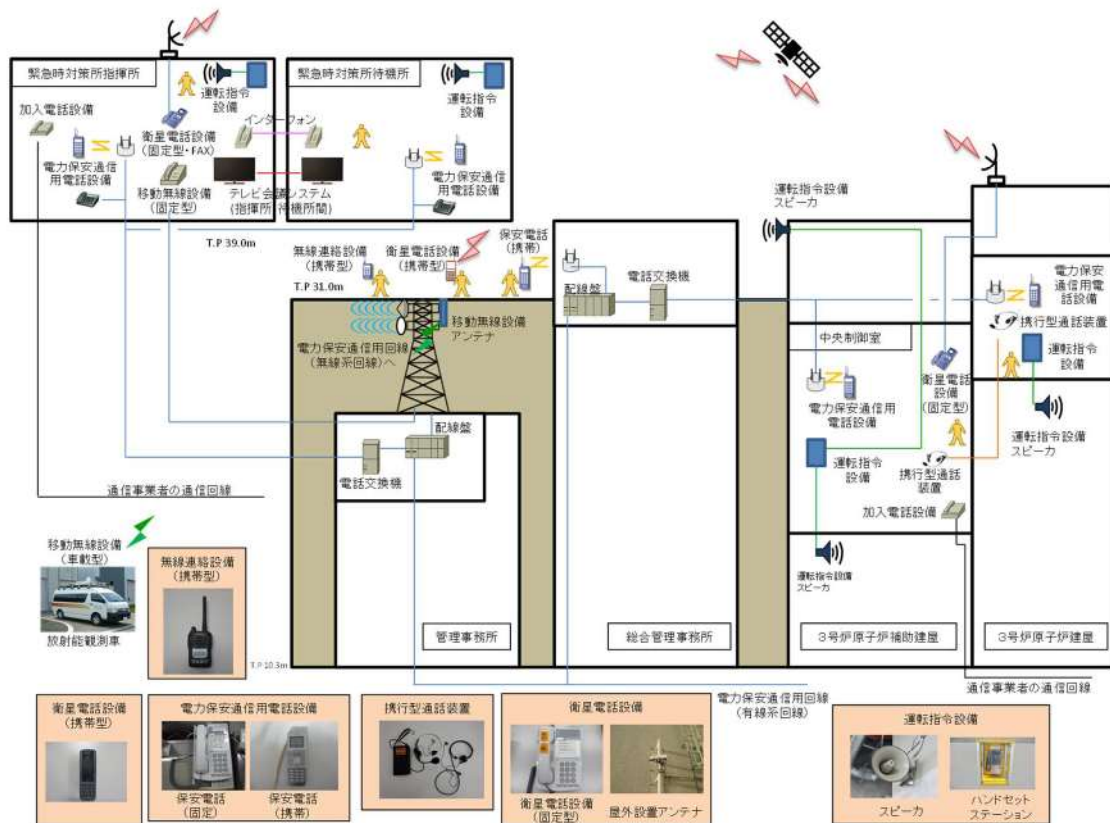 緊急時対策所指揮所
緊急時対策所待機所
運転指令
設備
運転指令
設備
加入電話設備
インターフォン
衛星電話設備
(固定型・FAX)
電力保安通信
用電話設備
移動無線設備
(固定型)
テレビ会議システム
(指揮所・待機所間)
電力保安通信
用電話設備
T.P 39.0m
T.P 31.0m
無線連絡設備
(携帯型)
衛星電話設備
(携帯型)
保安電話
(携帯)
運転指令設備
スピーカ
配線盤
電話交換機
電力保安
通信用電
話設備
携行型通話装置
運転指令
設備
移動無線設備
アンテナ
電力保安通信用回線
(無線系回線)へ
中央制御室
電力保安通信用
電話設備
衛星電話
設備
(固定型)
運転指令設備
スピーカ
配線盤
電話交換機
運転指令
設備
携行型通話
装置
加入電話設備
通信事業者の通信回線
移動無線設備
(車載型)
放射能観測車
無線連絡設備
(携帯型)
運転指令設備
スピーカ
管理事務所
総合管理事務所
3号炉原子炉補助建屋
3号炉原子炉建屋
T.P 10.3m
通信事業者の通信回線
電力保安通信用回線
(有線系回線)
衛星電話設備
(携帯型)
電力保安通信用電話設備
保安電話
(固定)
保安電話
(携帯)
携行型通話装置
衛星電話設備
衛星電話設備
(固定型)
屋外設置アンテナ
運転指令設備
スピーカ
ハンドセット
ステーション